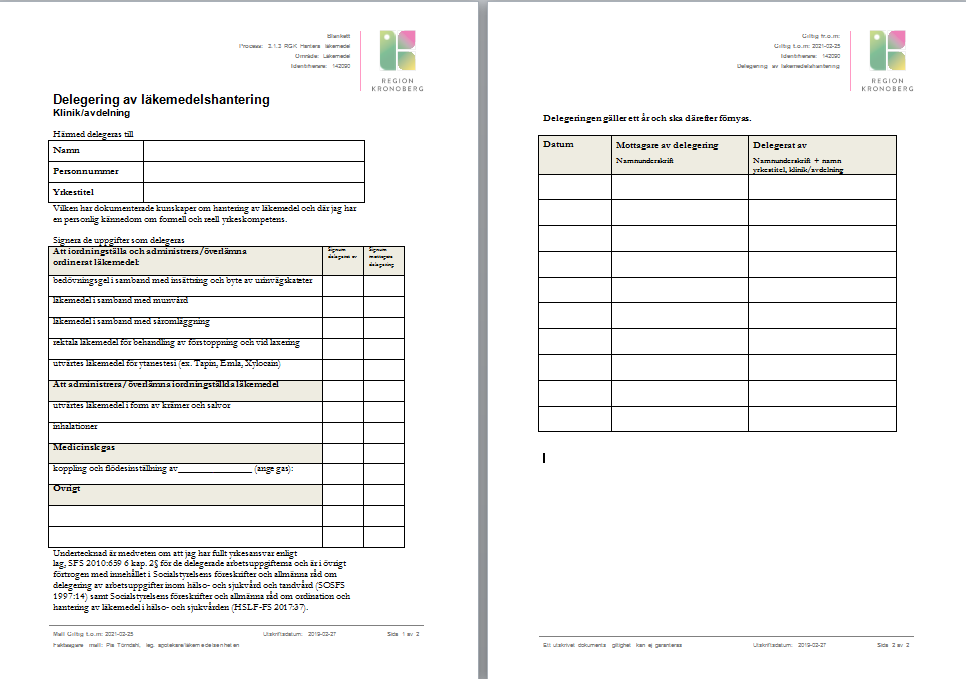 Blankett
Process: 3.1.3 RGK Hantera läkemedel
Område: Läkemedel
Identifierare: 142090
REGION
KRONOBERG
Delegering av läkemedelshantering
Klinik/avdelning
Härmed delegeras till
Namn
Personnummer
Yrkestitel
Vilken har dokumenterade kunskaper om hantering av läkemedel och där jag har
en personlig kännedom om formell och reell yrkeskompetens.
Signera de uppgifter som delegeras
Att iordningställa och administrera/överlämna
ordinerat läkemedel:
Signum
delegerat av
Signum
mottagare
delegering
bedövningsgel i samband med insättning och byte av urinvägskateter
läkemedel i samband med munvård
läkemedel i samband med såromläggning
rektala läkemedel för behandling av förstoppning och vid laxering
utvärtes läkemedel för ytanestesi (ex. Tapin, Emla, Xylocain)
Att administrera/ överlämna iordningställda läkemedel
utvärtes läkemedel i form av krämer och salvor
inhalationer
Medicinsk gas
koppling och flödesinställning av________________ (ange gas):
Övrigt
Undertecknad är medveten om att jag har fullt yrkesansvar enligt
lag, SFS 2010:659 6 kap. 2§ för de delegerade arbetsuppgifterna och är i övrigt
förtrogen med innehållet i Socialstyrelsens föreskrifter och allmänna råd om
delegering av arbetsuppgifter inom hälso- och sjukvård och tandvård (SOSFS
1997:14) samt Socialstyrelsens föreskrifter och allmänna råd om ordination och
hantering av läkemedel i hälso- och sjukvården (HSLF-FS 2017:37).
Mall Giltig t.o.m: 2021-02-25
Utskriftsdatum: 2019-02-27
Sida 1 av 2
Faktaägare mall: Pia Törndahl, leg. apotekare/läkemedelsenheten
Giltig fr.o.m:
Giltig t.o.m: 2021-02-25
Identifierare: 142090
Delegering av läkemedelshantering
REGION
KRONOBERG
Delegeringen gäller ett år och ska därefter förnyas.
Datum
Mottagare av delegering
Namnunderskrift
Delegerat av
Namnunderskrift + namn
yrkestitel, klinik/avdelning
Ett utskrivet dokuments giltighet kan ej garanteras
Utskriftsdatum: 2019-02-27
Sida 2 av 2